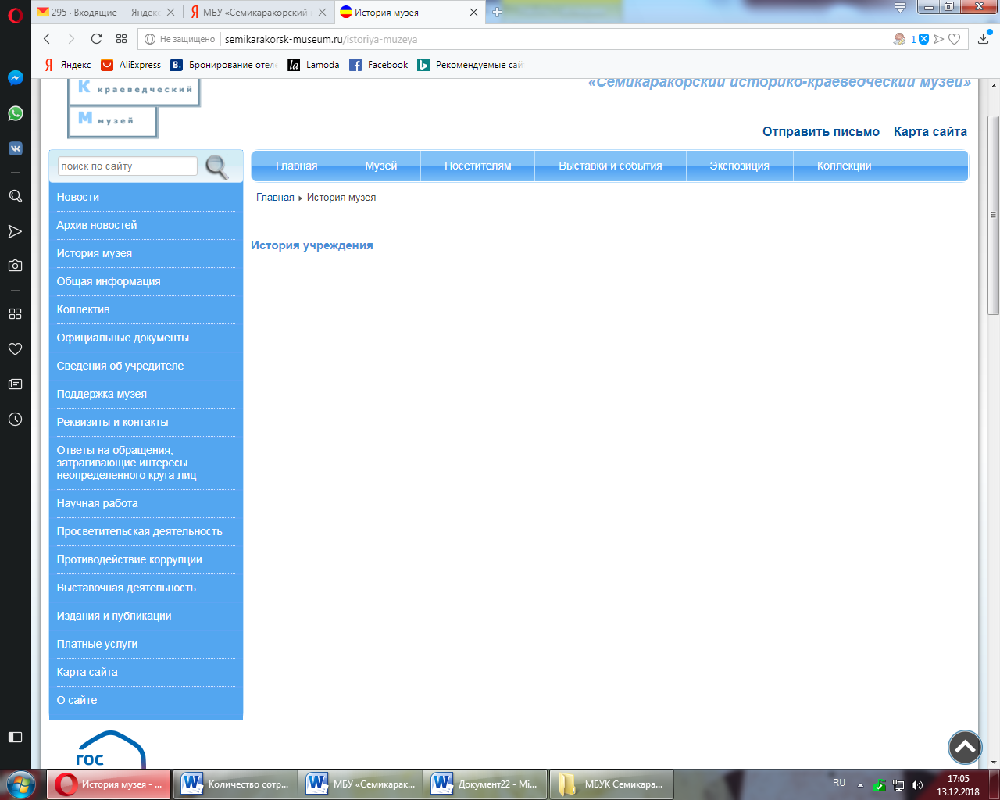 295 · Входящие — Яндекс
МБУ «Семикаракорский
История музея
Не защищено
semikarakorsk-museum.ru/istoriya-muzeya
1
Яндекс
AliExpress
Бронирование отеле
Lamoda
Facebook
Рекомендуемые сай
К краеведческий
М музей
«Семикаракорский историко-краеведческий музей»
Отправить письмо Карта сайта
поиск по сайту
Главная
Музей
Посетителям
Выставки и события
Экспозиция
Коллекции
Главная История музея
История учреждения
Новости
Архив новостей
История музея
Общая информация
Коллектив
Официальные документы
Сведения об учредителе
Поддержка музея
Реквизиты и контакты
Ответы на обращения,
затрагивающие интересы
неопределенного круга лиц
Научная работа
Просветительская деятельность
Противодействие коррупции
Выставочная деятельность
Издания и публикации
Платные услуги
Карта сайта
О сайте
гос
История музея - ...
Количество сотр...
МБУ «Семикарак...
Документ22 - Mi...
МБУК Семикара...
RU
17:05
13.12.2018